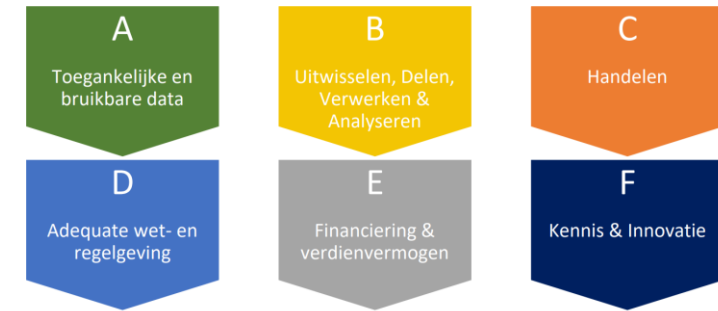 A
Toegankelijke en
bruikbare data
B
Uitwisselen, Delen,
Verwerken &
Analyseren
C
Handelen
D
Adequate wet- en
regelgeving
E
Financiering &
verdienvermogen
F
Kennis & Innovatie